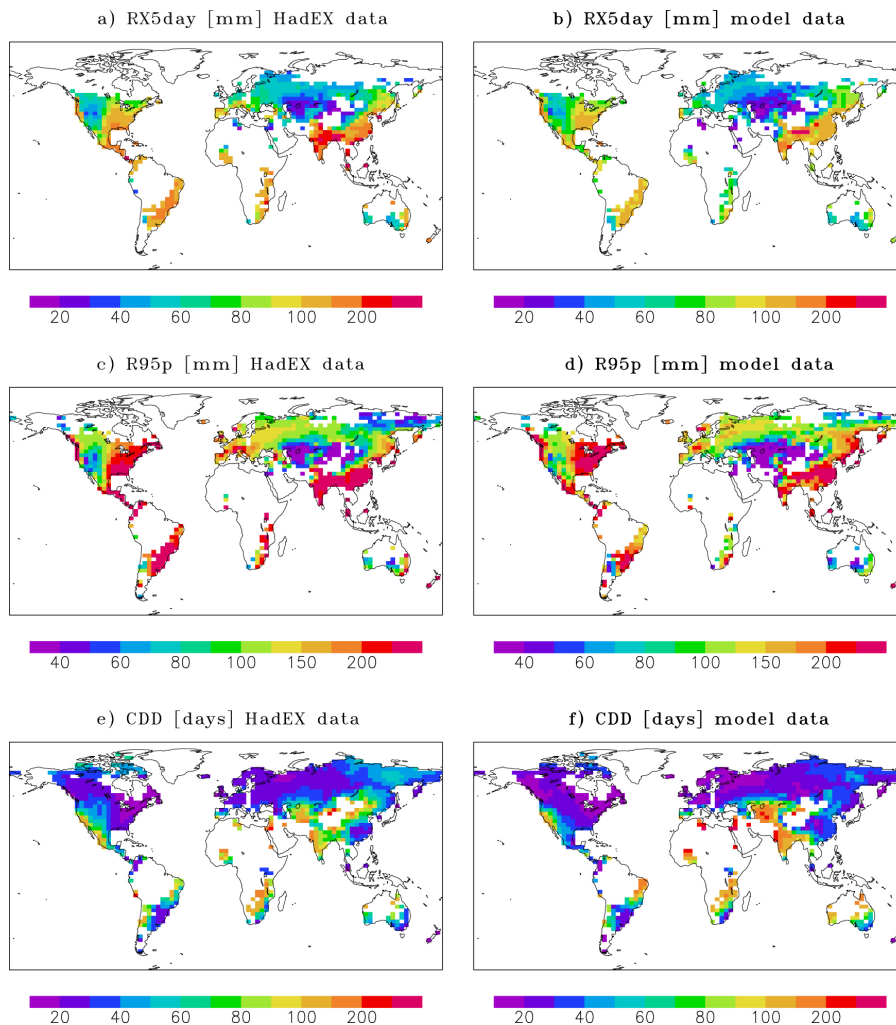 a) RX5day [mm] HadEX data
b) RX5day [mm] model data
20 40 60 80 100 200
20 40 60 80 100 200
c) R95p [mm] HadEX data
d) R95p [mm] model data
40 60 80 100 150 200
40 60 80 100 150 200
e) CDD [days] HadEX data
f) CDD [days] model data
20 40 60 80 100 200
20 40 60 80 100 200